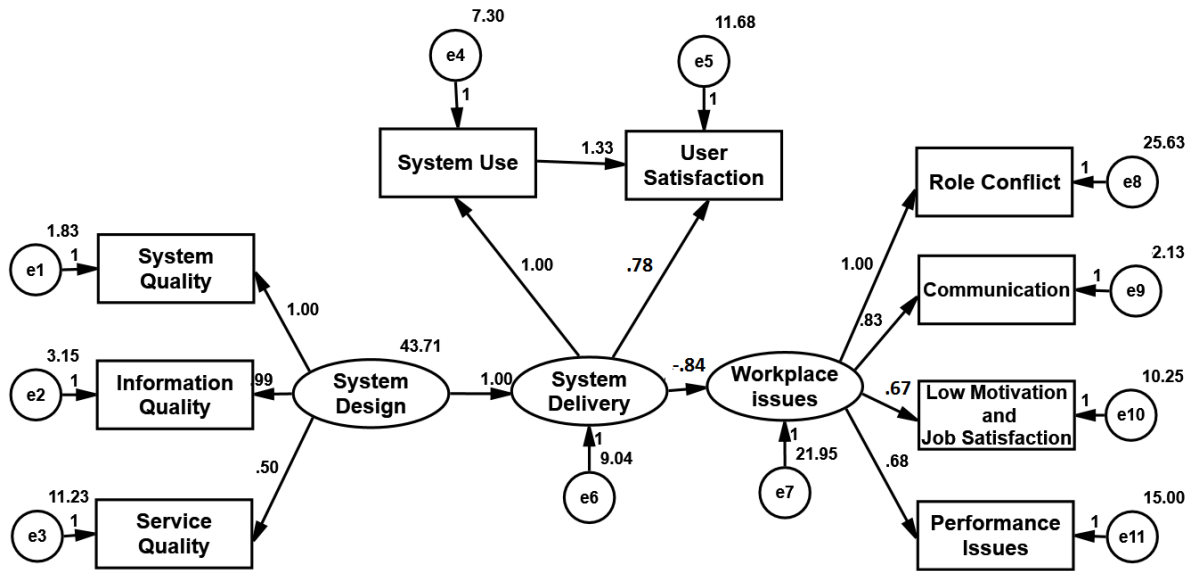 7.30
11.68
e4
e5
1
1
System Use
1.33
User
Satisfaction
25.63
1
e8
Role Conflict
1.83
1
e1
System
Quality
1.00
1.00
.78
1.00
2.13
1
e9
Communication
.83
3.15
1
e2
Information
Quality
.99
43.71
System
Design
1.00
System
Delivery
-.84
Workplace
issues
.67
Low Motivation
and
Job Satisfaction
10.25
1
e10
1
9.04
e6
1
21.95
e7
.50
.68
11.23
1
e3
Service
Quality
Performance
Issues
15.00
1
e11